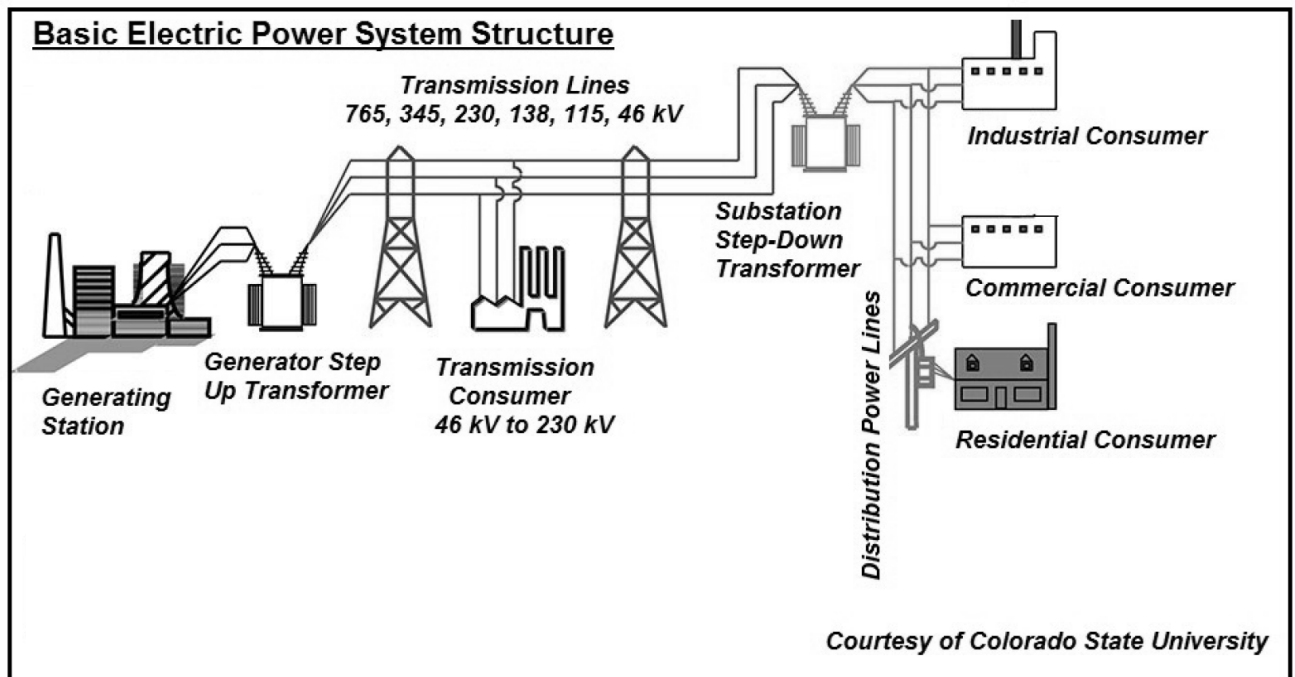 Basic Electric Power System Structure
Transmission Lines
765, 345, 230, 138, 115, 46 kV
Industrial Consumer
Substation
Step-Down
Transformer
Commercial Consumer
Generator Step
Up Transformer
Transmission
Consumer
46 kV to 230 kV
Generating
Station
Distribution Power Lines
Residential Consumer
Courtesy of Colorado State University